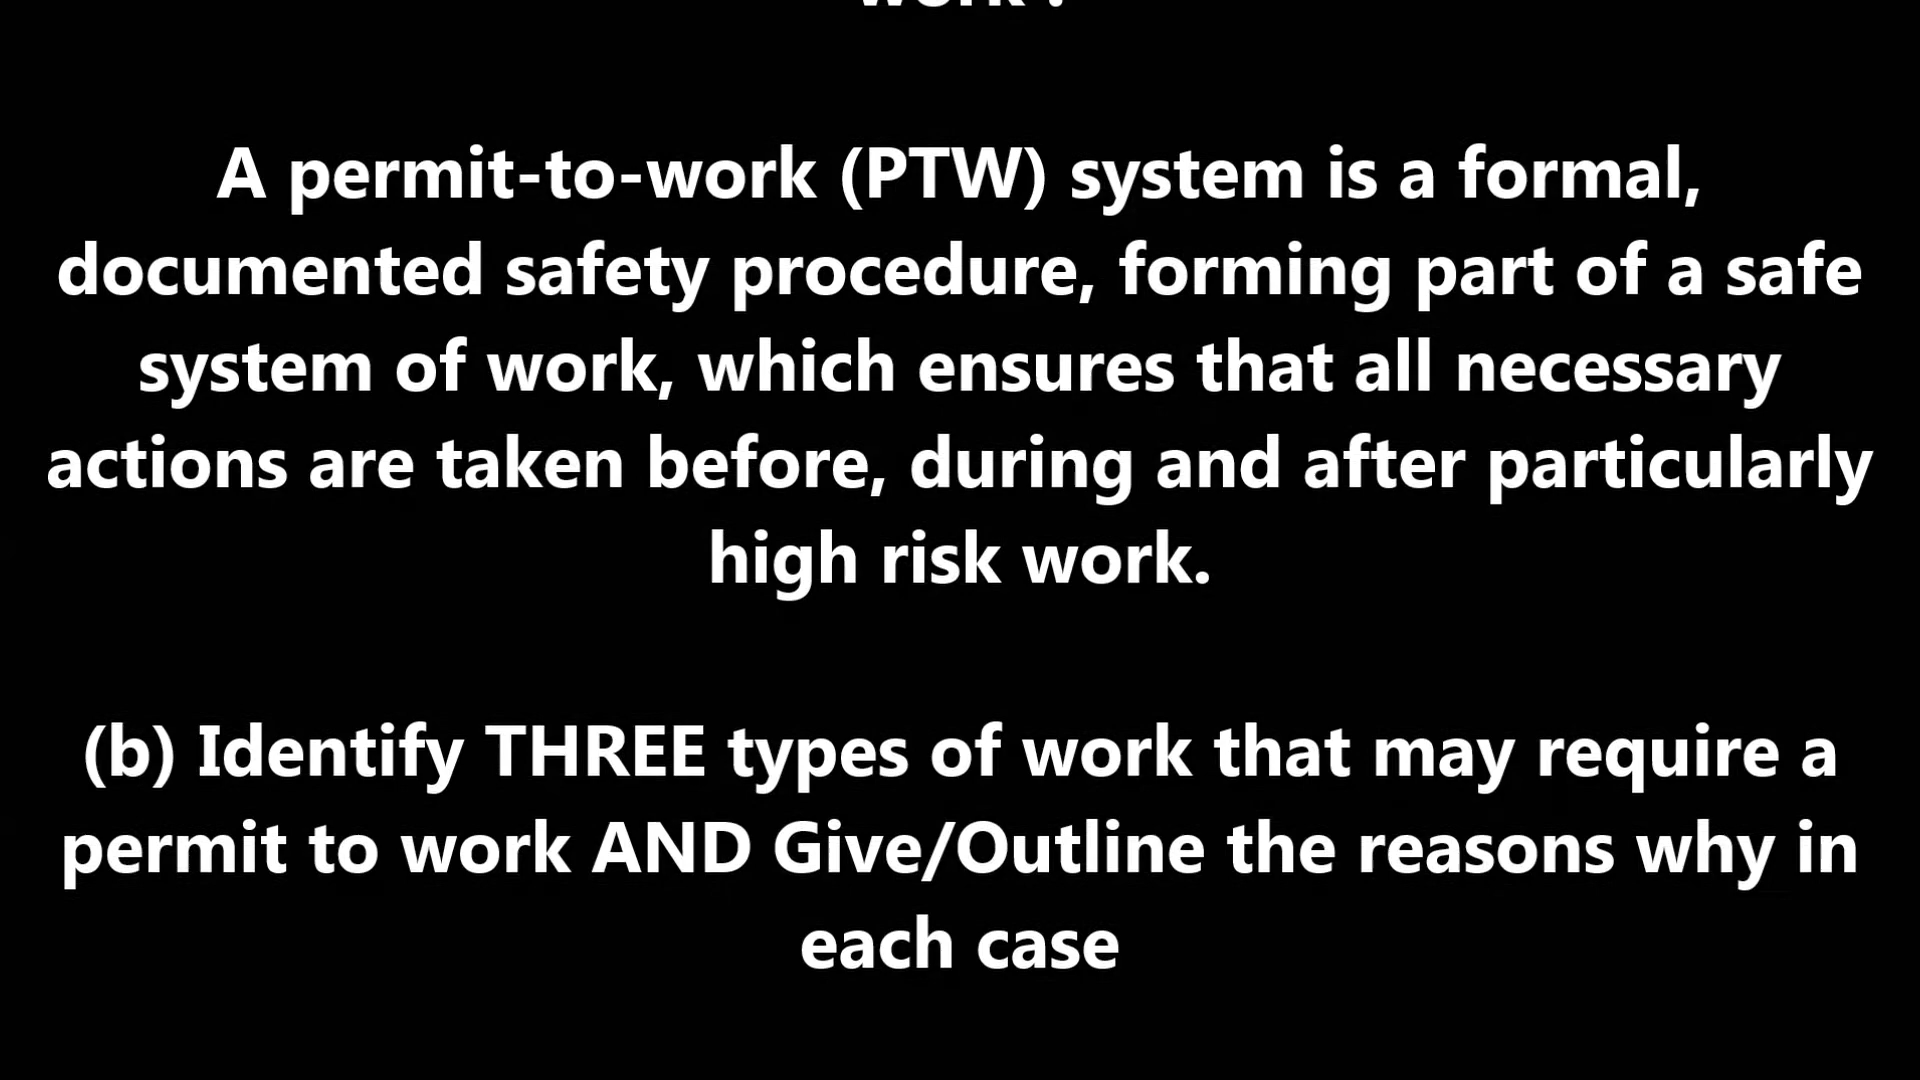 A permit-to-work (PTW) system is a formal,
documented safety procedure, forming part of a safe
system of work, which ensures that all necessary
actions are taken before, during and after particularly
high risk work.
(b) Identify THREE types of work that may require a
permit to work AND Give/Outline the reasons why in
each case